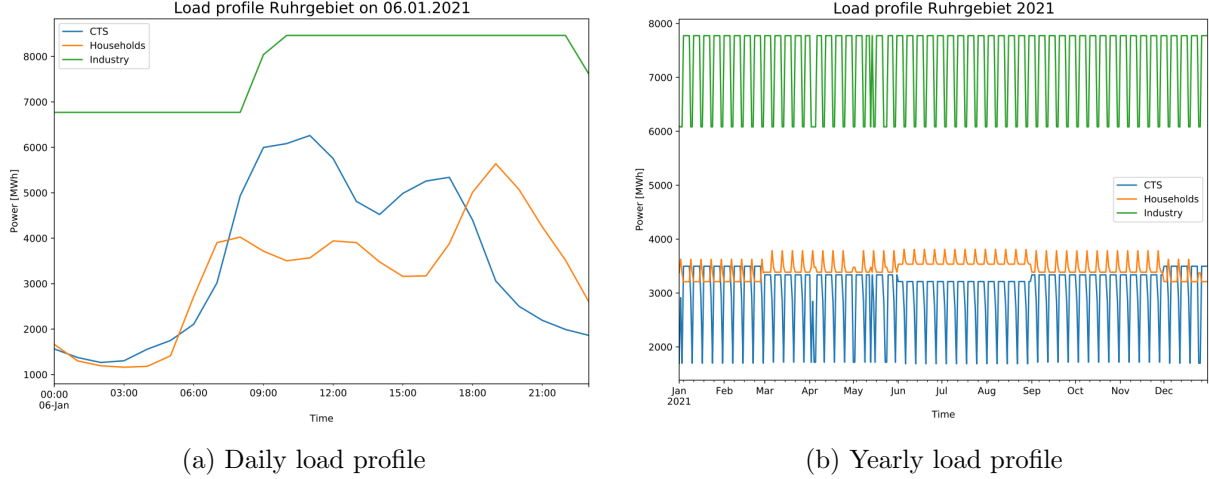 Load profile Ruhrgebiet on 06.01.2021
CTS
Households
Industry
8000
7000
6000
5000
4000
3000
2000
1000
Power [MWh]
00:00
06-Jan
03:00
06:00
09:00
12:00
15:00
18:00
21:00
Time
(a) Daily load profile
Load profile Ruhrgebiet 2021
8000
7000
6000
5000
4000
3000
2000
Power [MWh]
CTS
Households
Industry
Jan
2021
Feb
Mar
Apr
May
Jun
Jul
Aug
Sep
Oct
Nov
Dec
Time
(b) Yearly load profile